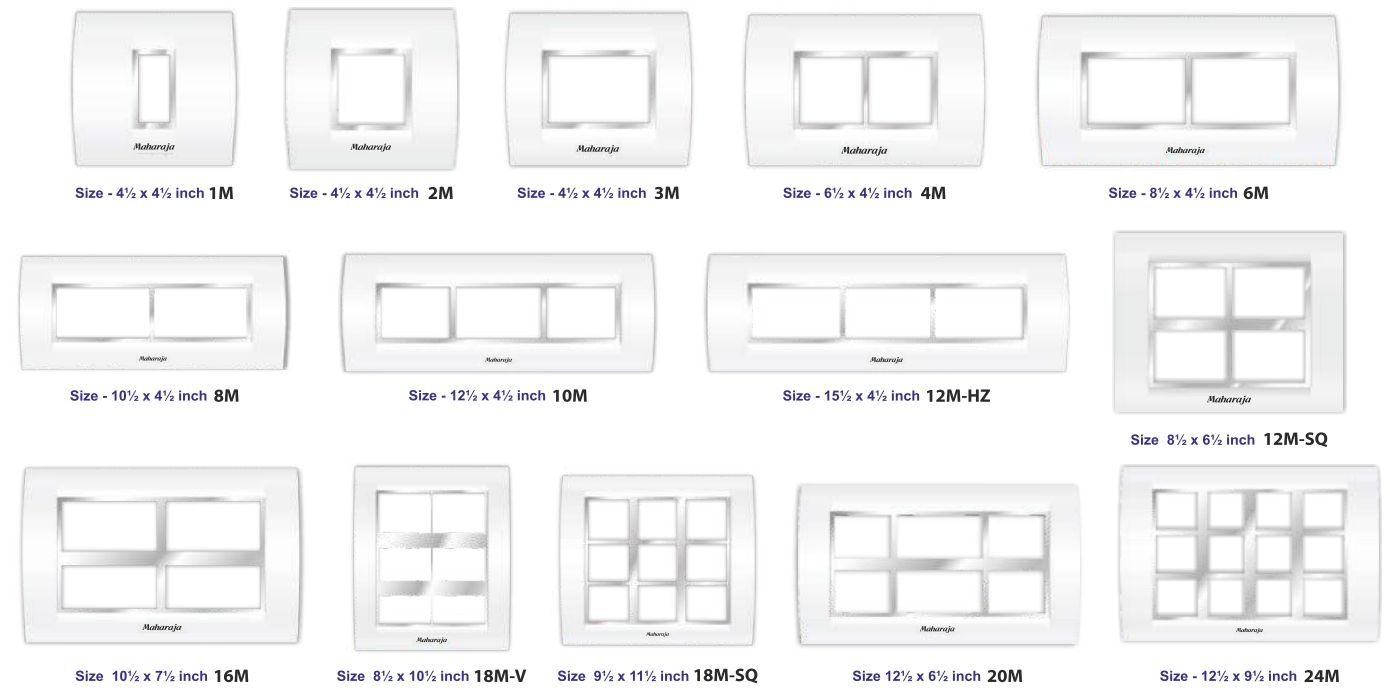 Maharaja
Maharaja
Maharaja
Maharaja
Maharaja
Size - 4½ x 4½ inch 1M
Size - 4½ x 4½ inch 2M
Size - 4½ x 4½ inch 3M
Size - 6½ x 4½ inch 4M
Size - 8½ x 4½ inch 6M
Maharaja
Maharaja
Maharaja
Maharaja
Size - 10½ x 4½ inch 8M
Size - 12½ x 4½ inch 10M
Size - 15½ x 4½ inch 12M-HZ
Size 8½ x 6½ inch 12M-SQ
Maharaja
Maharaja
Maharaja
Maharaja
Maharaja
Size 10½ x 7½ inch 16M
Size 8½ x 10½ inch 18M-V
Size 9½ x 11½ inch 18M-SQ
Size 12½ x 6½ inch 20M
Size - 12½ x 9½ inch 24M